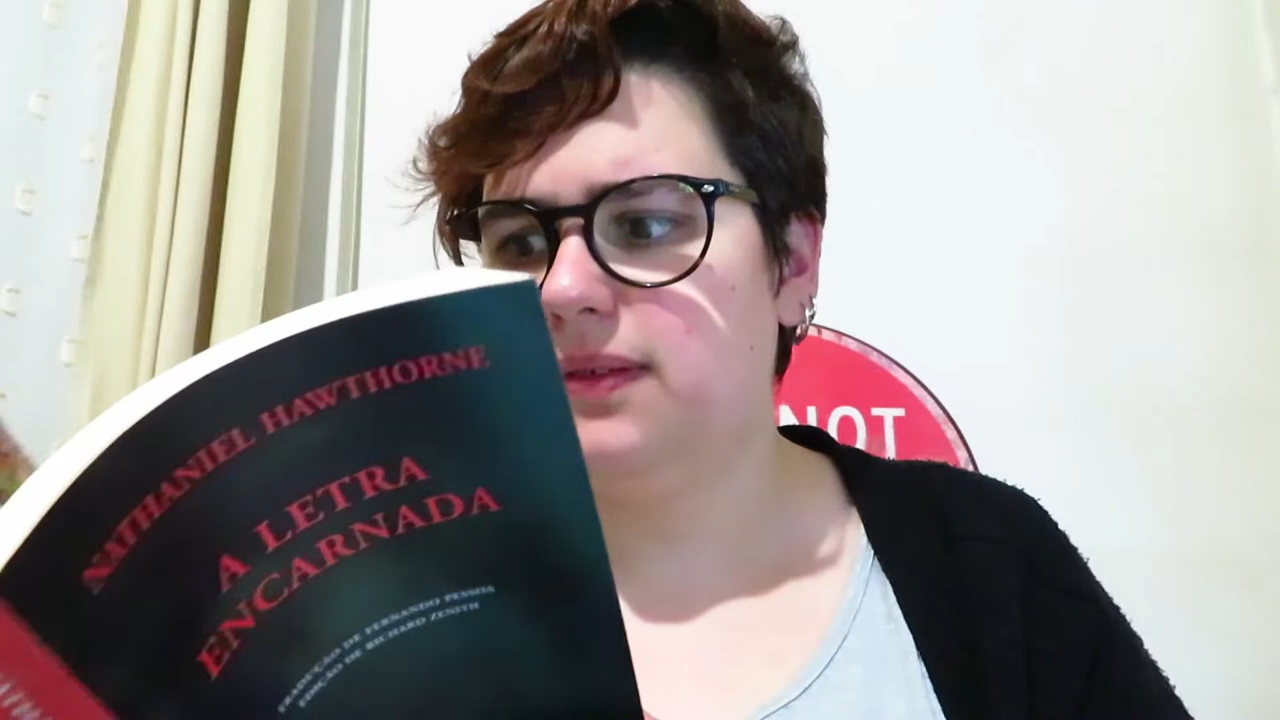 NATHANIEL HAWTHORNE
A LETRA
ENCARNADA
TRADUÇÃO DE FERNANDO PESSOA
EDIÇÃO DE RICHARD ZENITH
NOT